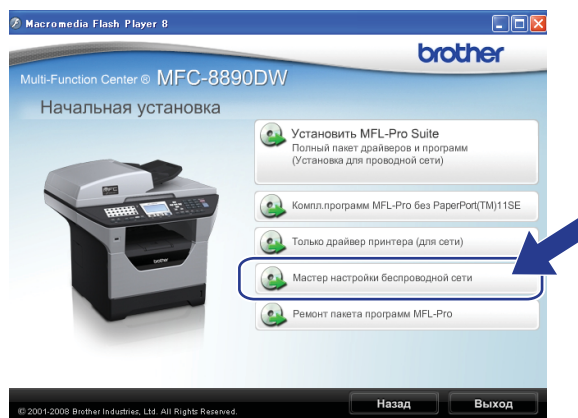 Macromedia Flash Player 8
brother
Multi-Function Center ® MFC-8890DW
Начальная установка
Установить MFL-Pro Suite
Полный пакет драйверов и программ
(Установка для проводной сети)
Компл.программ MFL-Pro без PaperPort(TM)11SE
Только драйвер принтера (для сети)
Мастер настройки беспроводной сети
Ремонт пакета программ MFL-Pro
Назад
Выход
© 2001-2008 Brother Industries, Ltd. All Rights Reserved.